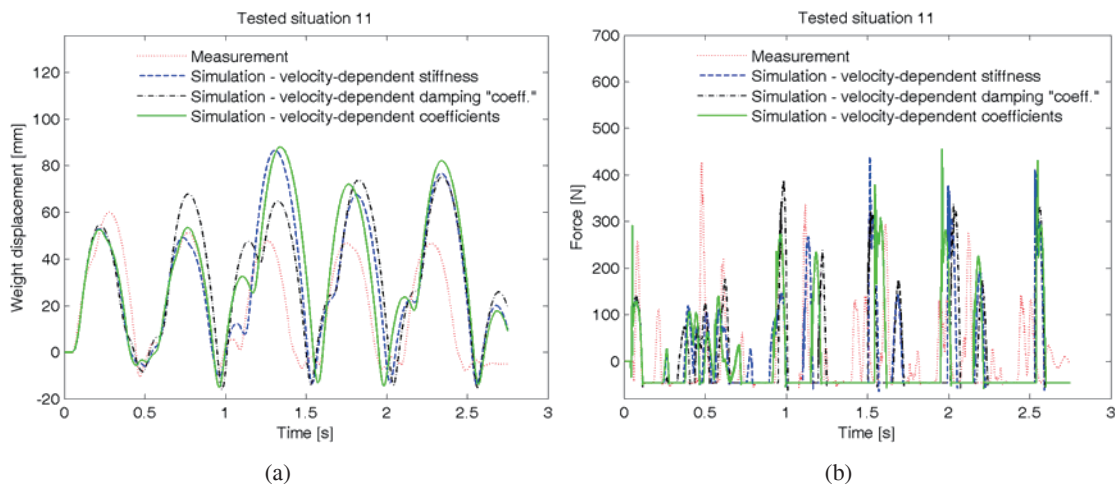 Tested situation 11
Measurement
Simulation - velocity-dependent stiffness
Simulation - velocity-dependent damping "coeff."
Simulation - velocity-dependent coefficients
Weight displacement [mm]
120
100
80
60
40
20
0
-20
0 0.5 1 1.5 2 2.5 3
Time [s]
(a)
Tested situation 11
Measurement
Simulation - velocity-dependent stiffness
Simulation - velocity-dependent damping "coeff."
Simulation - velocity-dependent coefficients
Force [N]
700
600
500
400
300
200
100
0
0 0.5 1 1.5 2 2.5 3
Time [s]
(b)